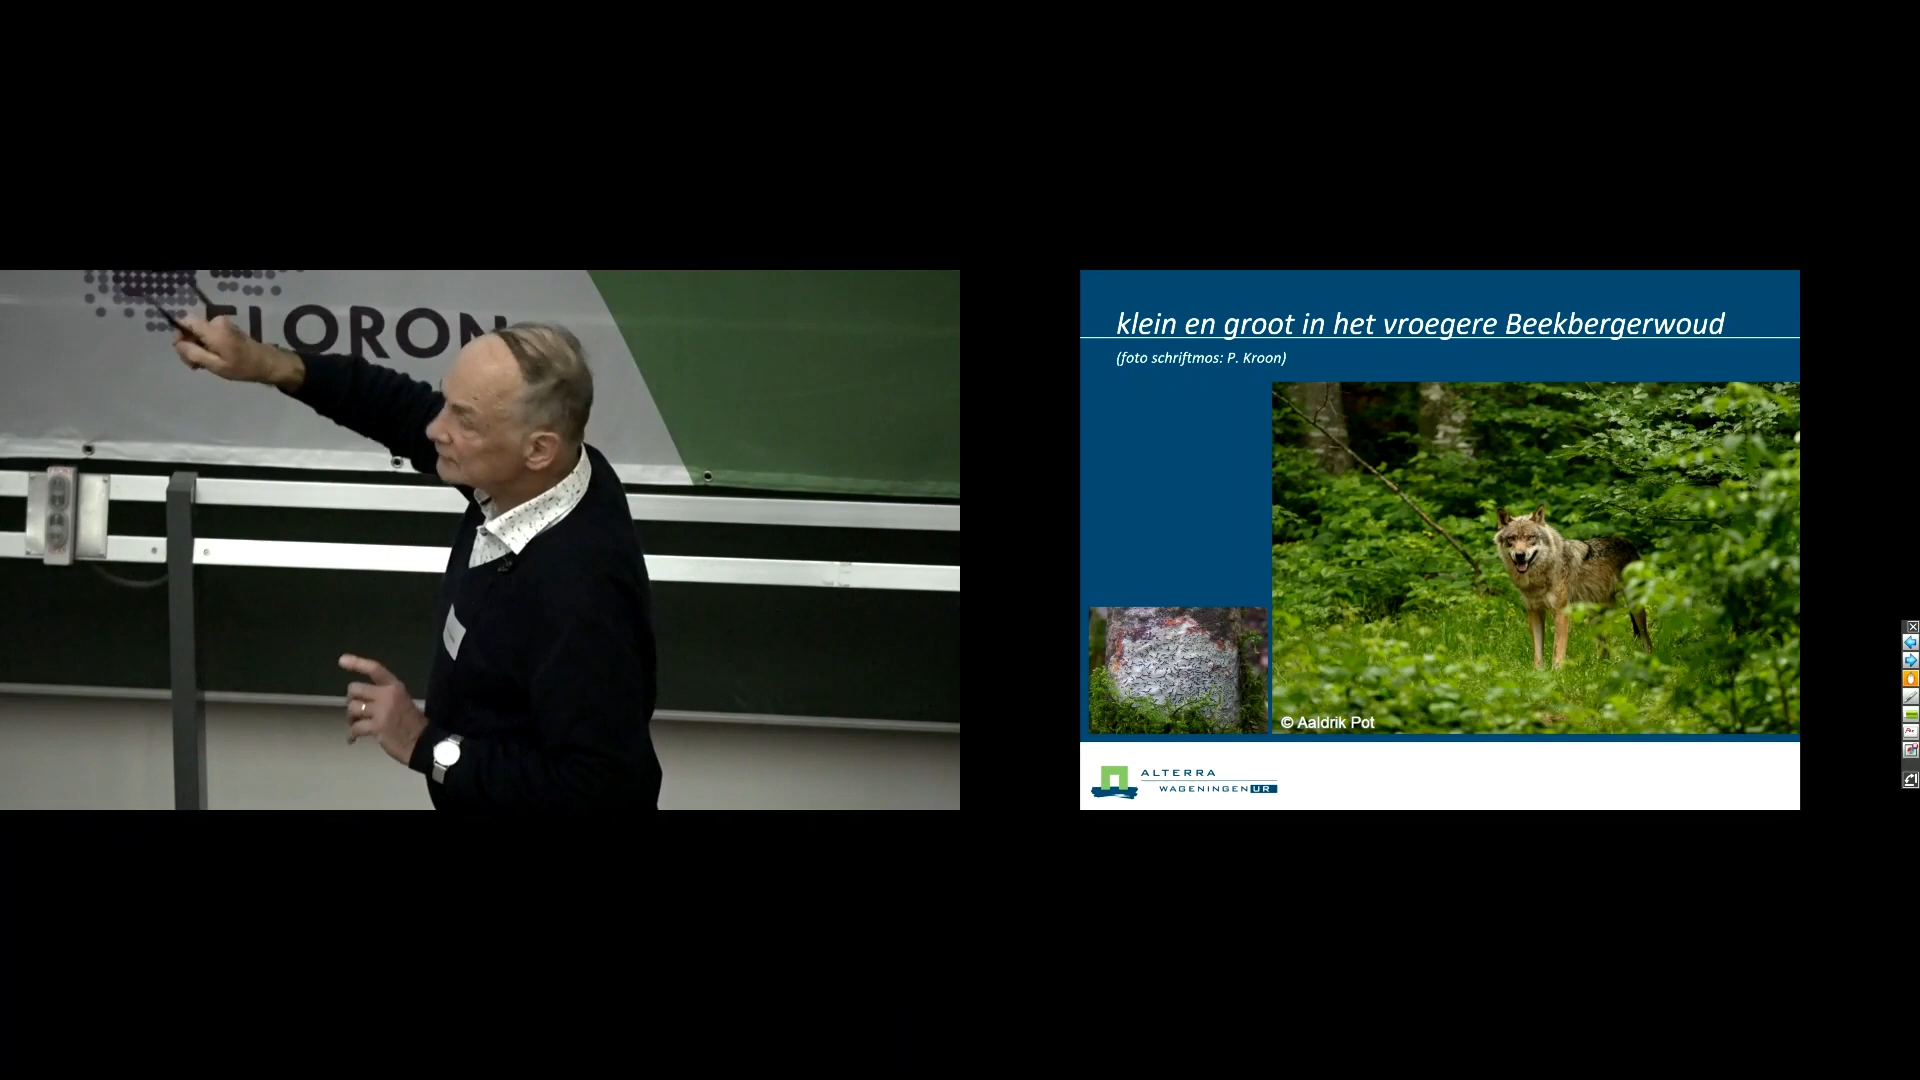 FLORON
klein en groot in het vroegere Beekbergerwoud
(foto schriftmos: P. Kroon)
© Aaldrik Pot
ALTERRA
WAGENINGEN UR